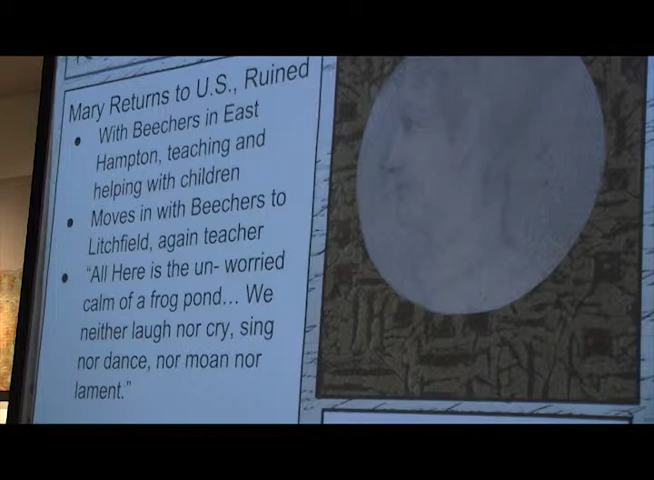 Mary Returns to U.S., Ruined
● With Beechers in East
Hampton, teaching and
helping with children
● Moves in with Beechers to
Litchfield, again teacher
● “All Here is the un- worried
calm of a frog pond… We
neither laugh nor cry, sing
nor dance, nor moan nor
lament.”